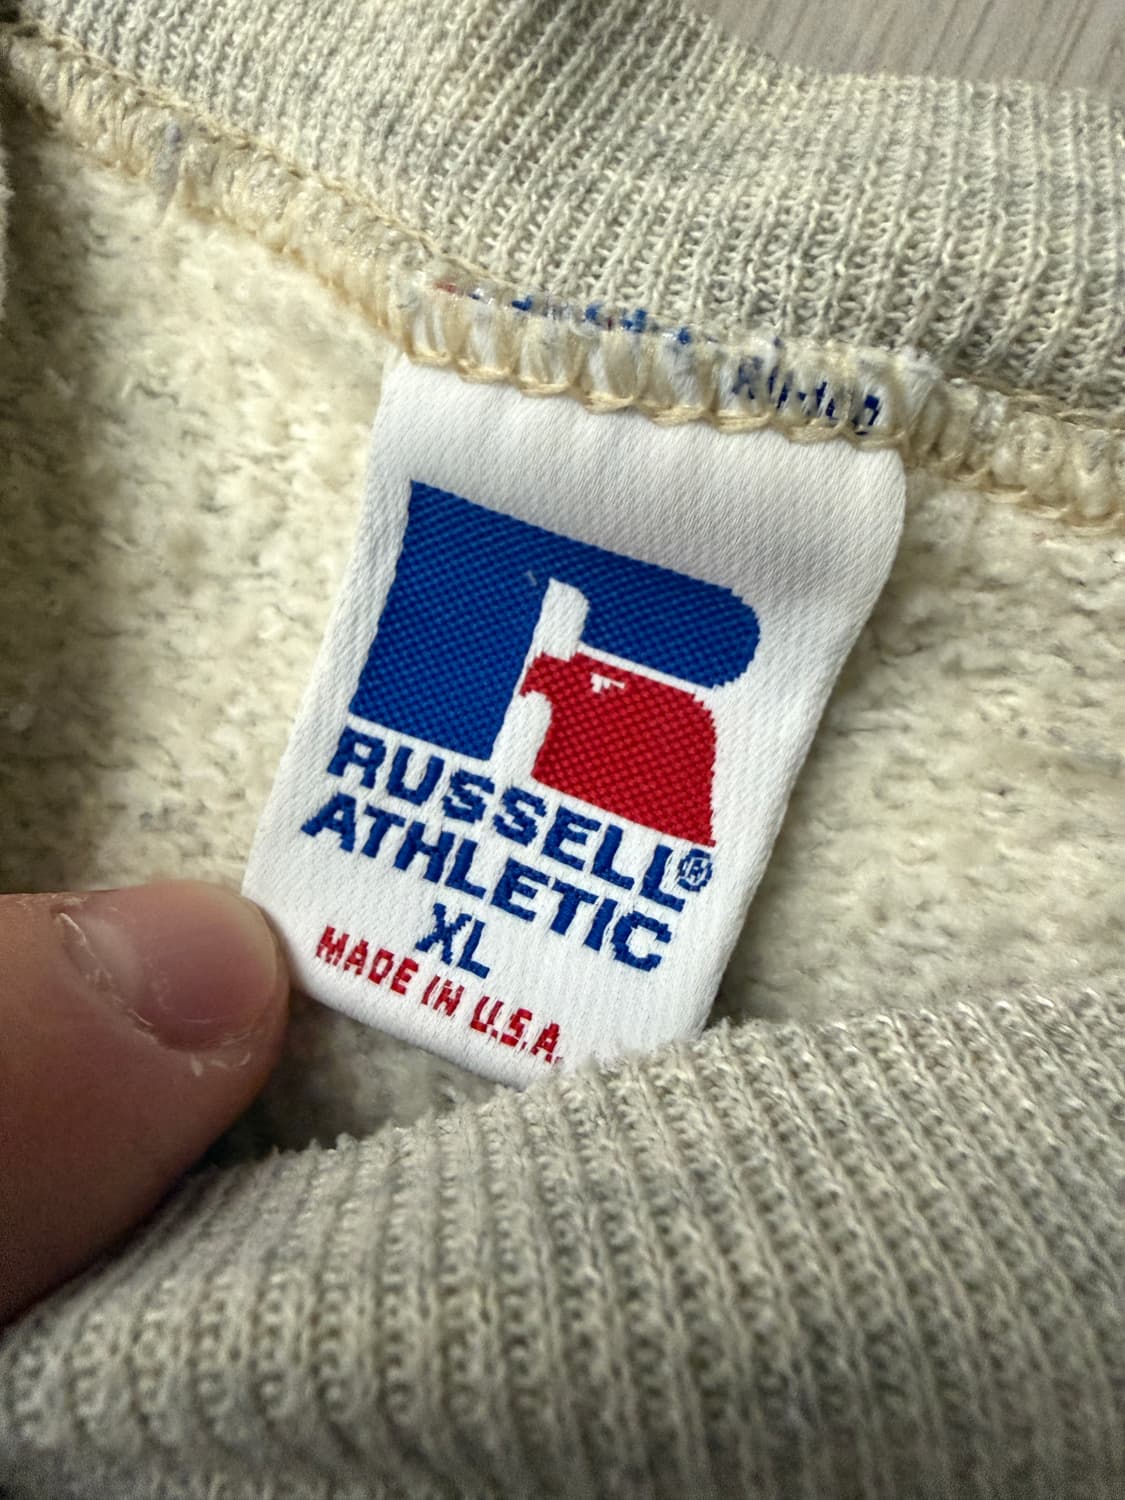 RUSSELL®
ATHLETIC
XL
MADE IN U.S.A.